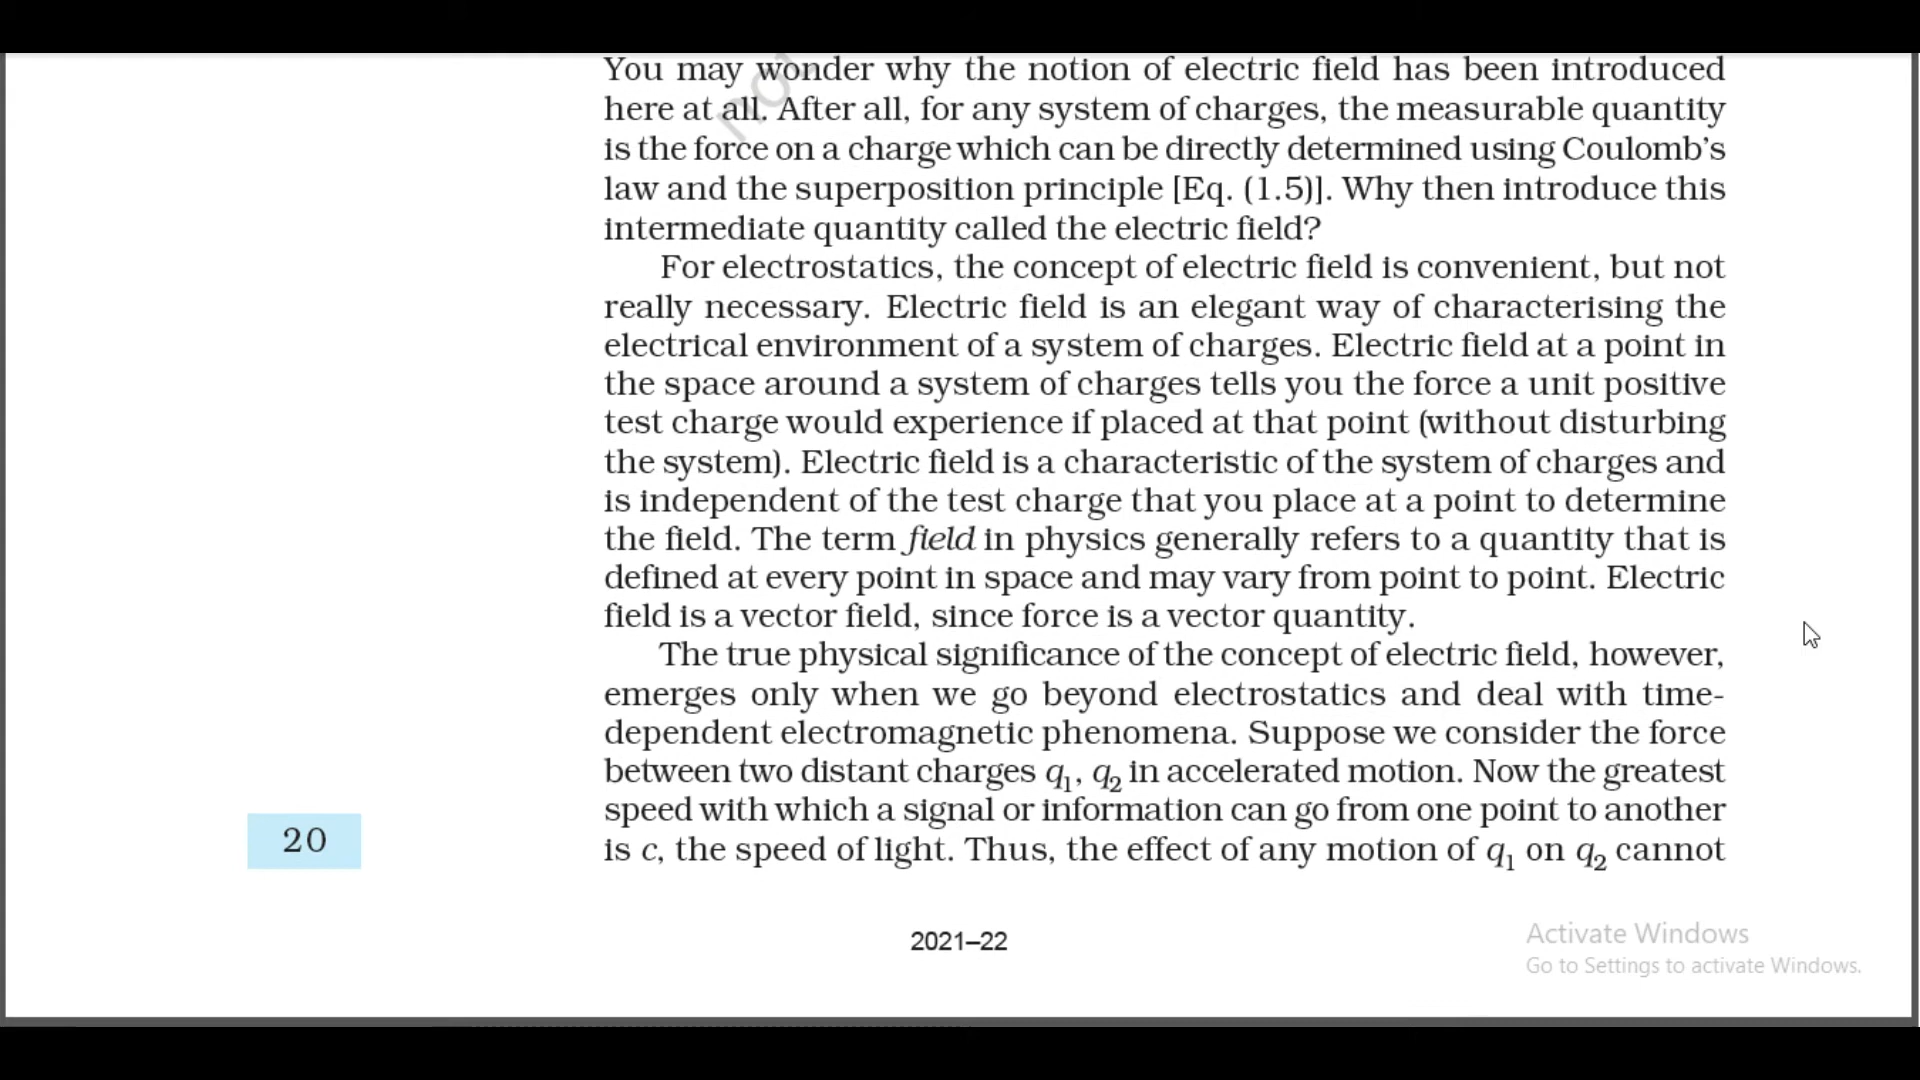 You may wonder why the notion of electric field has been introduced
here at all. After all, for any system of charges, the measurable quantity
is the force on a charge which can be directly determined using Coulomb’s
law and the superposition principle [Eq. (1.5)]. Why then introduce this
intermediate quantity called the electric field?
For electrostatics, the concept of electric field is convenient, but not
really necessary. Electric field is an elegant way of characterising the
electrical environment of a system of charges. Electric field at a point in
the space around a system of charges tells you the force a unit positive
test charge would experience if placed at that point (without disturbing
the system). Electric field is a characteristic of the system of charges and
is independent of the test charge that you place at a point to determine
the field. The term field in physics generally refers to a quantity that is
defined at every point in space and may vary from point to point. Electric
field is a vector field, since force is a vector quantity.
The true physical significance of the concept of electric field, however,
emerges only when we go beyond electrostatics and deal with time-
dependent electromagnetic phenomena. Suppose we consider the force
between two distant charges q₁, q₂ in accelerated motion. Now the greatest
speed with which a signal or information can go from one point to another
is c, the speed of light. Thus, the effect of any motion of q₁ on q₂ cannot
20
2021–22
Activate Windows
Go to Settings to activate Windows.